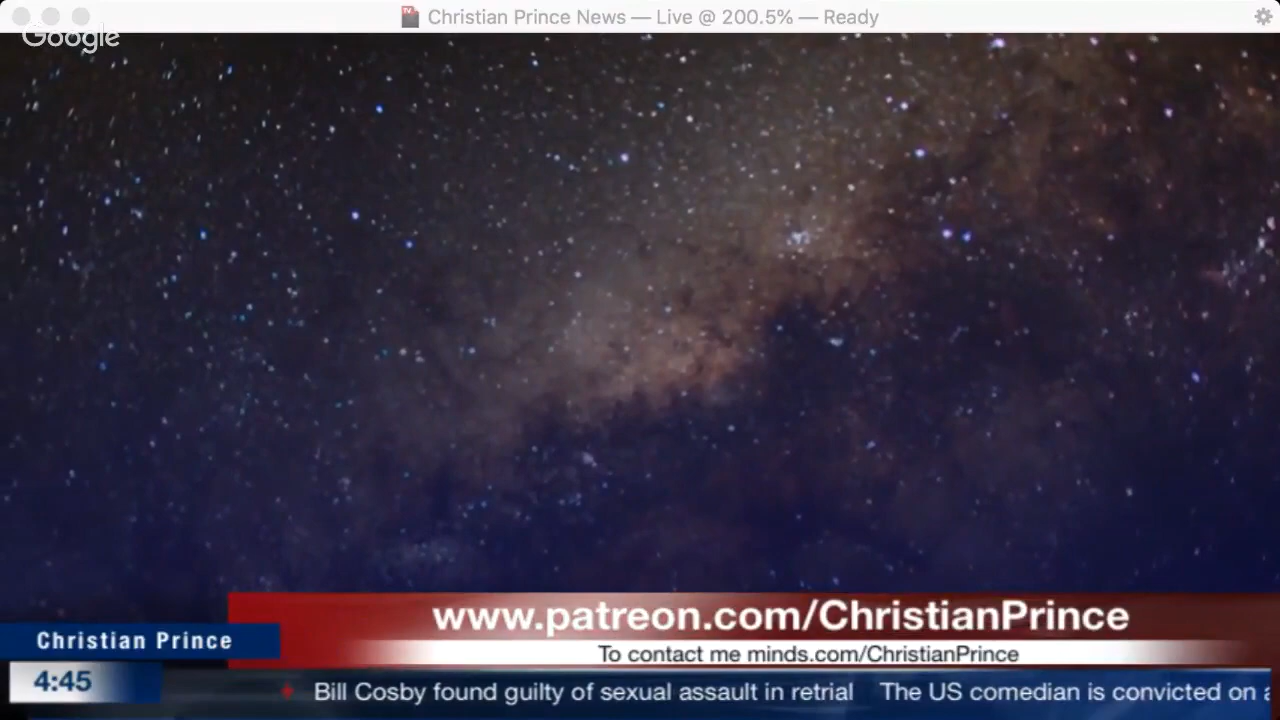 Christian Prince News — Live @ 200.5% — Ready
Google
www.patreon.com/ChristianPrince
Christian Prince
To contact me minds.com/ChristianPrince
4:45
Bill Cosby found guilty of sexual assault in retrial The US comedian is convicted on a